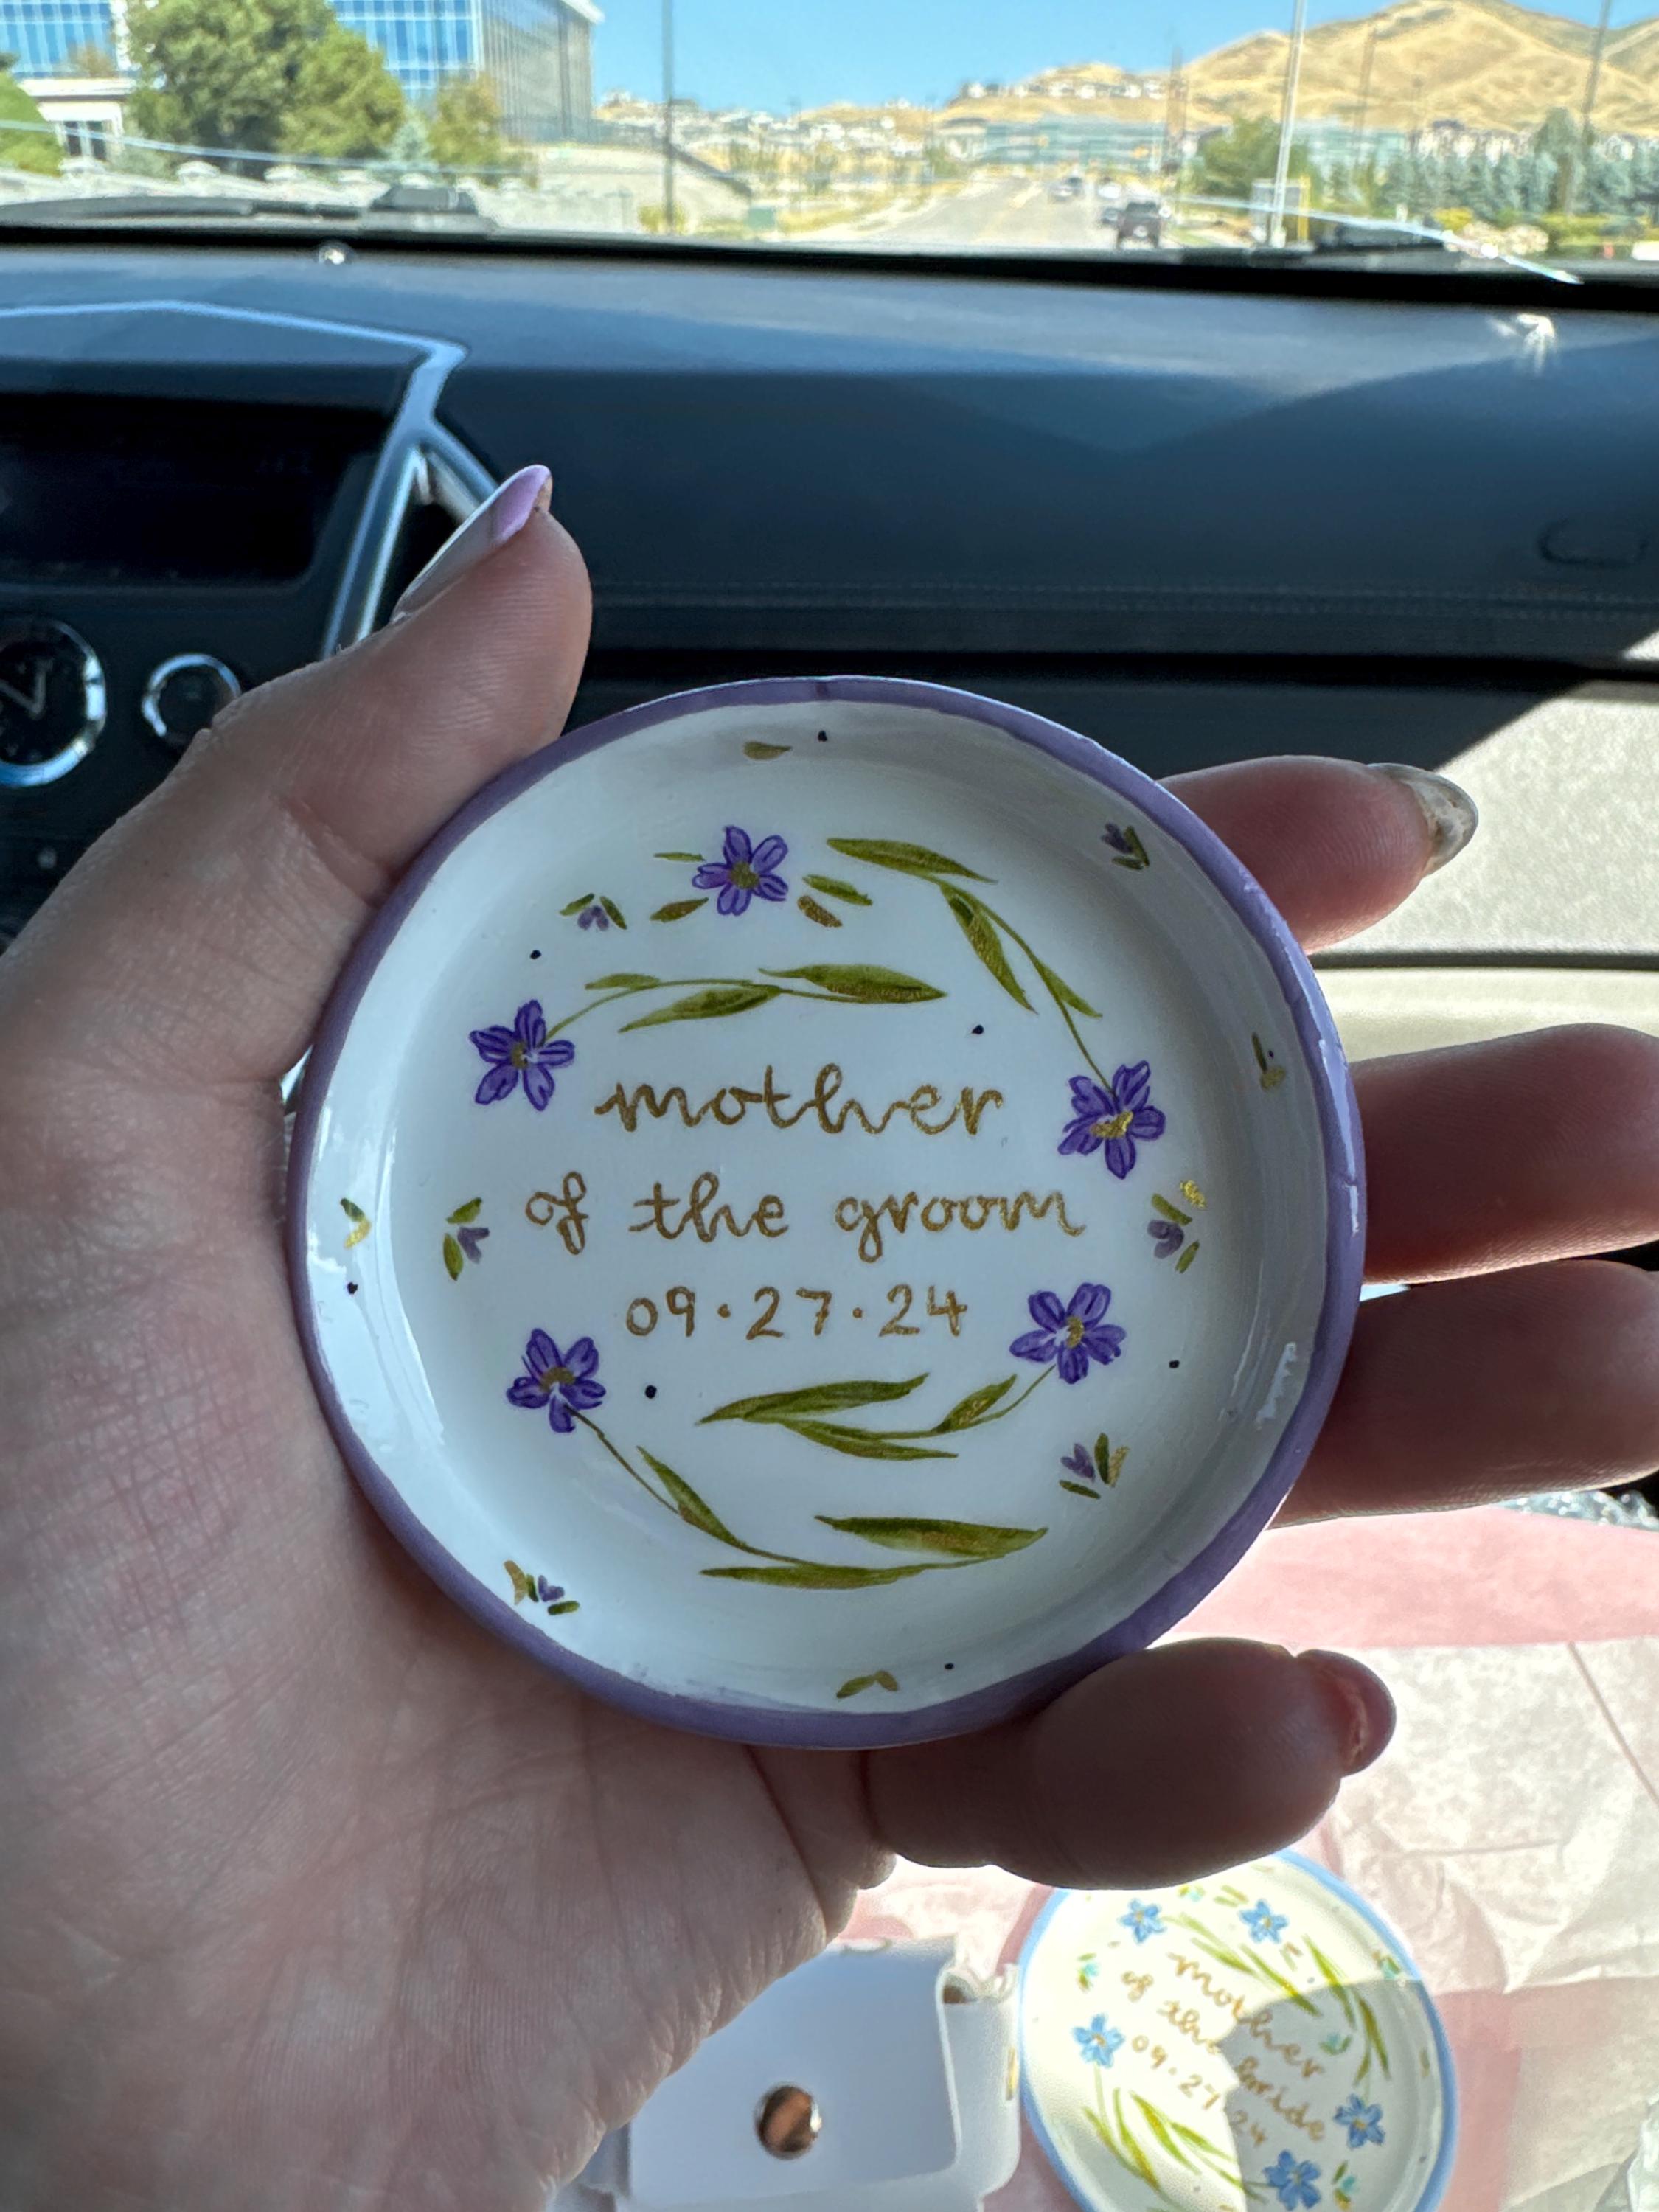 mother
of the groom
09·27·24
mother
of the bride
09·27·24